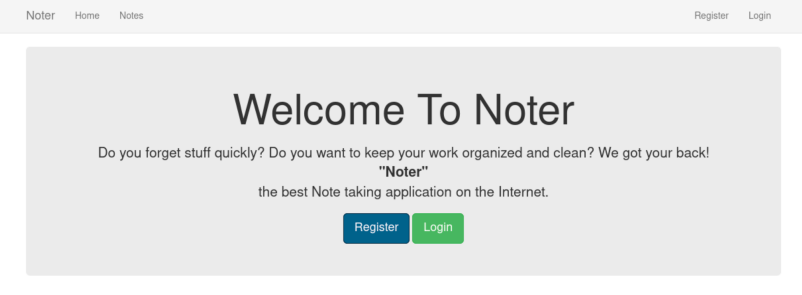 Noter Home Notes Register Login
Welcome To Noter
Do you forget stuff quickly? Do you want to keep your work organized and clean? We got your back!
"Noter"
the best Note taking application on the Internet.
Register Login